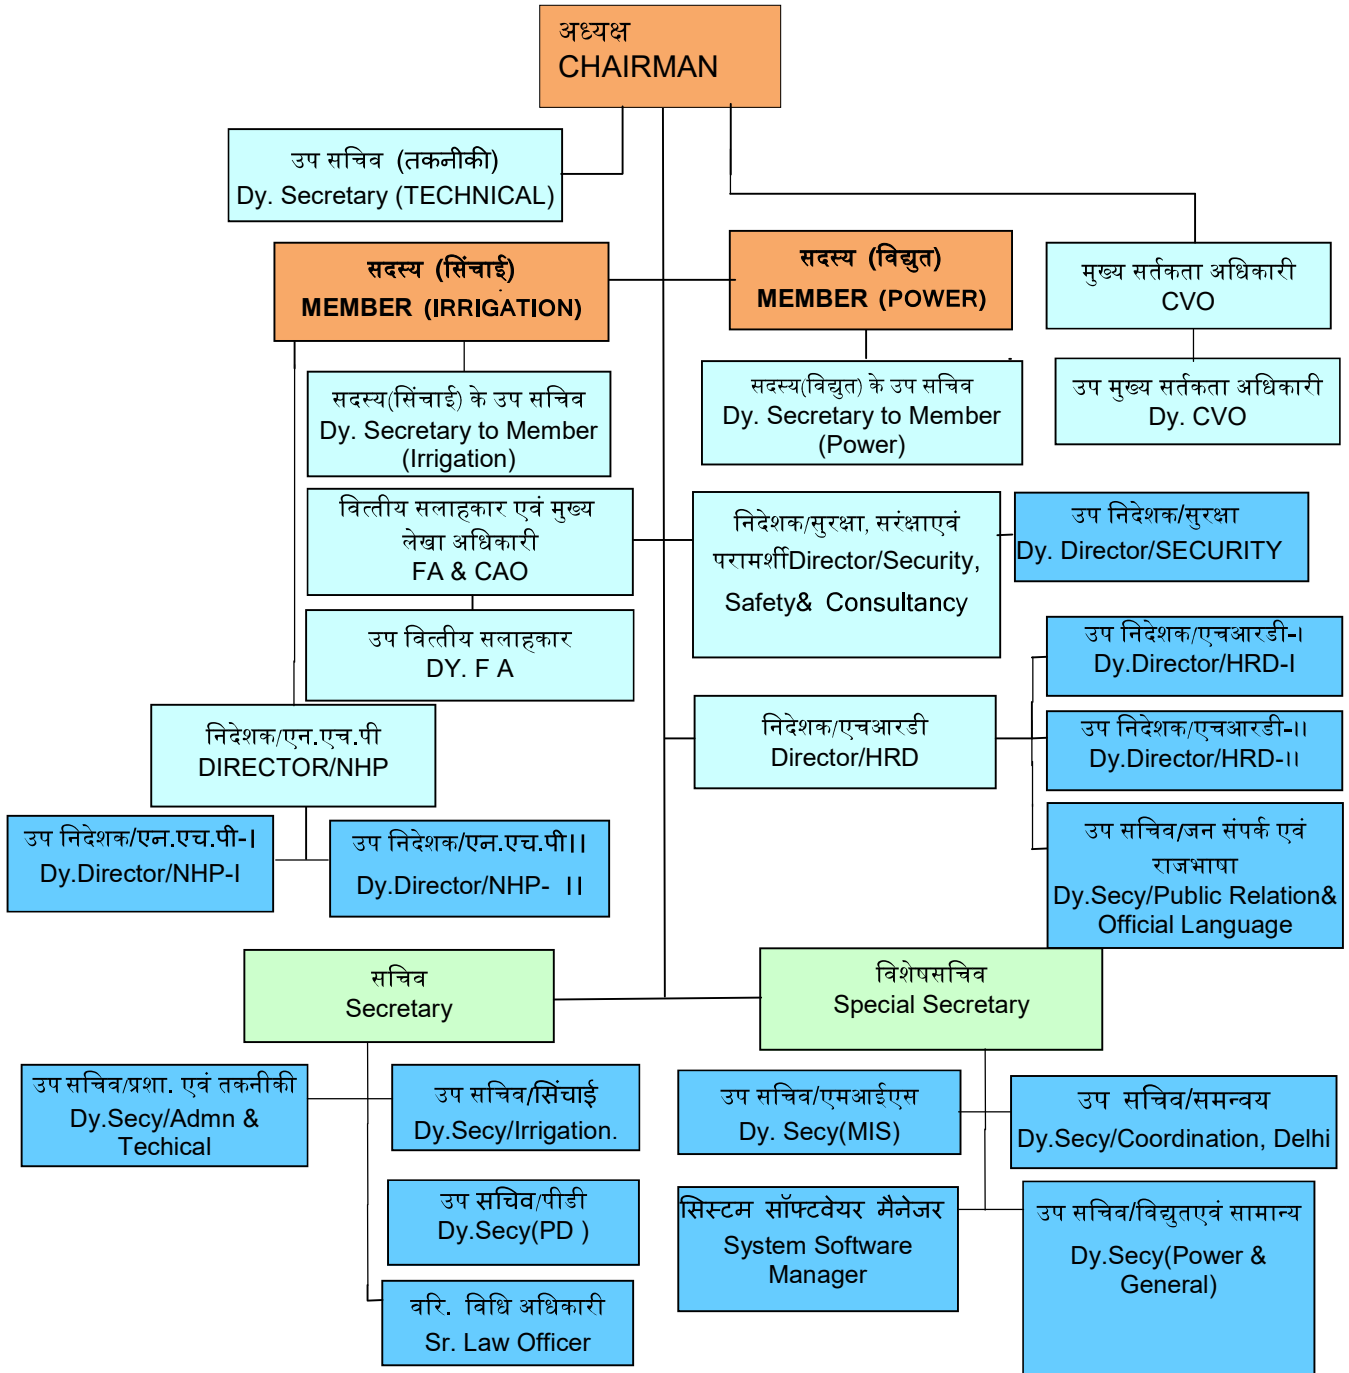 अध्यक्ष
CHAIRMAN
उप सचिव (तकनीकी)
Dy. Secretary (TECHNICAL)
सदस्य (सिंचाई)
MEMBER (IRRIGATION)
सदस्य (विद्युत)
MEMBER (POWER)
मुख्य सर्तकता अधिकारी
CVO
सदस्य(सिंचाई) के उप सचिव
Dy. Secretary to Member
(Irrigation)
सदस्य(विद्युत) के उप सचिव
Dy. Secretary to Member
(Power)
उप मुख्य सर्तकता अधिकारी
Dy. CVO
वित्तीय सलाहकार एवं मुख्य
लेखा अधिकारी
FA & CAO
निदेशक/सुरक्षा, सरंक्षाएवं
परामर्शीDirector/Security,
Safety& Consultancy
उप निदेशक/सुरक्षा
Dy. Director/SECURITY
उप वित्तीय सलाहकार
DY. F A
उप निदेशक/एचआरडी-।
Dy.Director/HRD-I
निदेशक/एन.एच.पी
DIRECTOR/NHP
निदेशक/एचआरडी
Director/HRD
उप निदेशक/एचआरडी-।।
Dy.Director/HRD-।।
उप निदेशक/एन.एच.पी-I
Dy.Director/NHP-I
उप निदेशक/एन.एच.पीII
Dy.Director/NHP- II
उप सचिव/जन संपर्क एवं
राजभाषा
Dy.Secy/Public Relation&
Official Language
सचिव
Secretary
विशेषसचिव
Special Secretary
उप सचिव/प्रशा. एवं तकनीकी
Dy.Secy/Admn &
Techical
उप सचिव/सिंचाई
Dy.Secy/Irrigation.
उप सचिव/एमआईएस
Dy. Secy(MIS)
उप सचिव/समन्वय
Dy.Secy/Coordination, Delhi
उप सचिव/पीडी
Dy.Secy(PD )
सिस्टम सॉफ्टवेयर मैनेजर
System Software
Manager
उप सचिव/विद्युतएवं सामान्य
Dy.Secy(Power &
General)
वरि. विधि अधिकारी
Sr. Law Officer